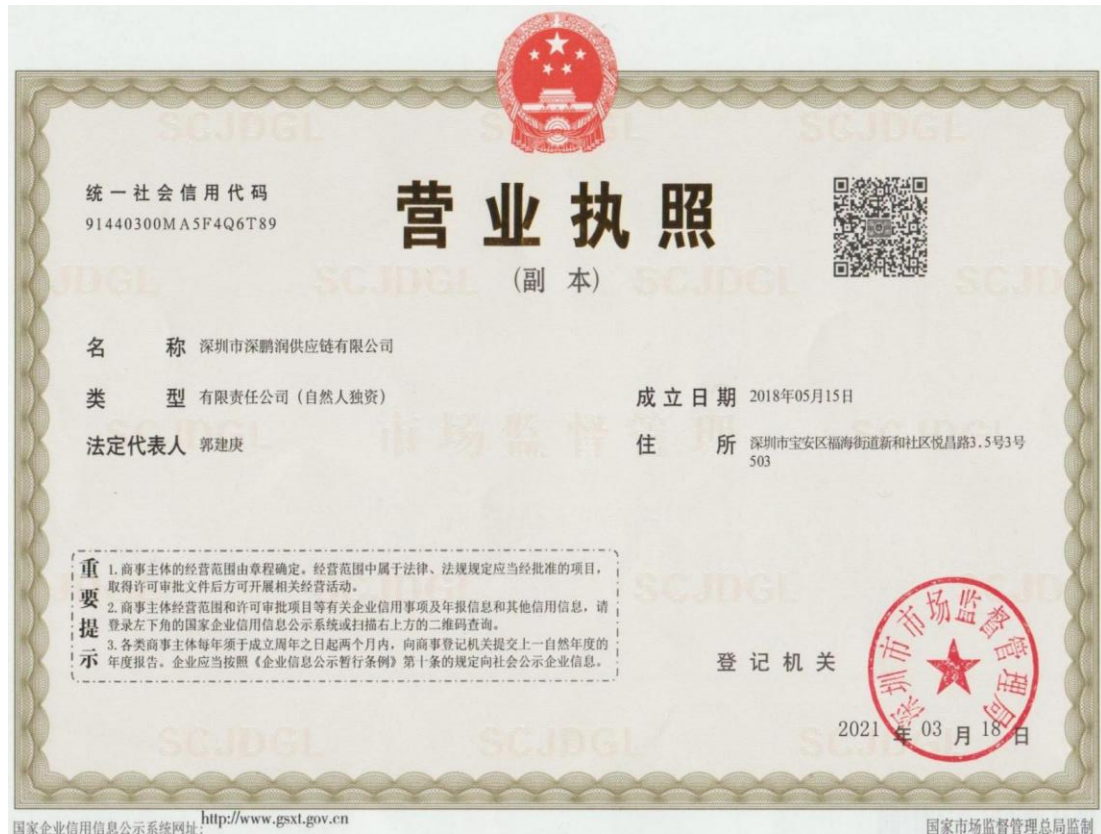 统一社会信用代码
91440300MA5F4Q6T89
营业执照
(副 本)
名 称 深圳市深鹏润供应链有限公司
类 型 有限责任公司（自然人独资）
法定代表人 郭建庚
成立日期 2018年05月15日
住 所 深圳市宝安区福海街道新和社区悦昌路3.5号3号
503
重要提示
1.商事主体的经营范围由章程确定。经营范围中属于法律、法规规定应当经批准的项目，
取得许可审批文件后方可开展相关经营活动。
2.商事主体经营范围和许可审批项目等有关企业信用事项及年报信息和其他信用信息，请
登录左下角的国家企业信用信息公示系统或扫描右上方的二维码查询。
3.各类商事主体每年须于成立周年之日起两个月内，向商事登记机关提交上一自然年度的
年度报告。企业应当按照《企业信息公示暂行条例》第十条的规定向社会公示企业信息。
登记机关
深圳市市场监督管理局
2021 年 03 月 18 日
国家企业信用信息公示系统网址: http://www.gsxt.gov.cn
国家市场监督管理总局监制
SCJDGL
市场监督管理